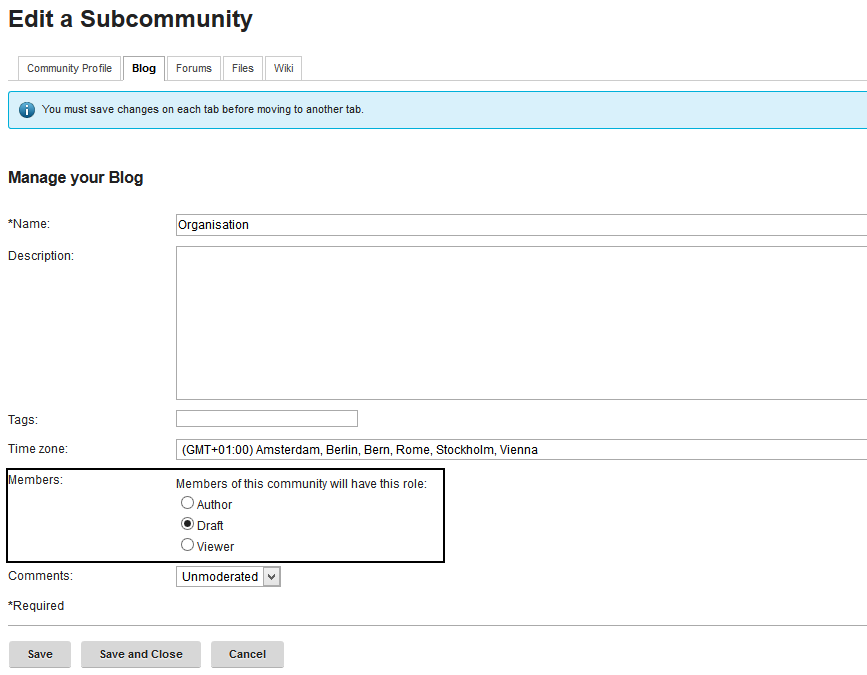 Edit a Subcommunity
Community Profile Blog Forums Files Wiki
You must save changes on each tab before moving to another tab.
Manage your Blog
*Name: Organisation
Description:
Tags:
Time zone: (GMT+01:00) Amsterdam, Berlin, Bern, Rome, Stockholm, Vienna
Members: Members of this community will have this role:
Author
Draft
Viewer
Comments: Unmoderated
*Required
Save Save and Close Cancel